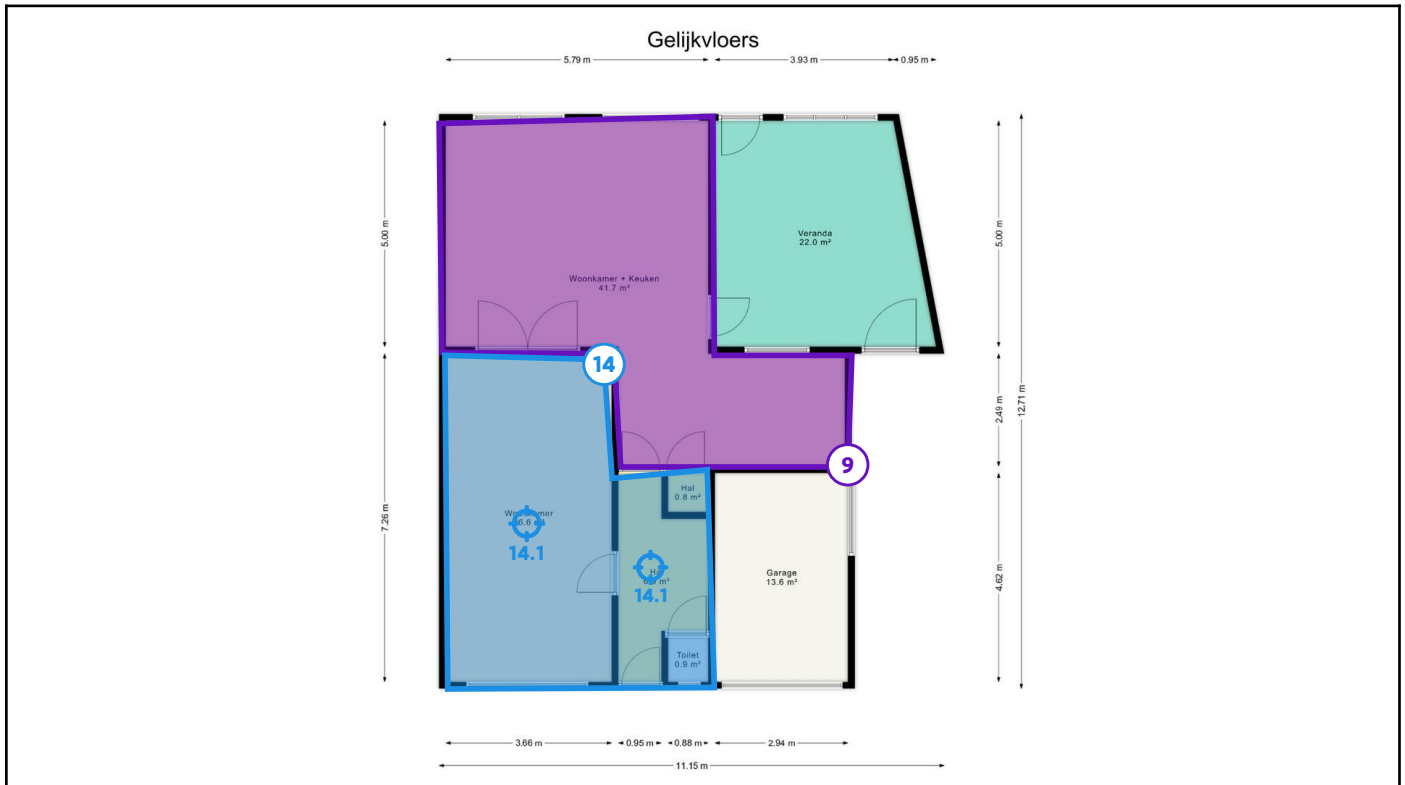 Gelijkvloers
5.79 m
3.93 m
0.95 m
5.00 m
5.00 m
Veranda
22.0 m²
Woonkamer + Keuken
41.7 m²
14
2.49 m
12.71 m
9
7.26 m
Hal
0.8 m²
14.1
14.1
Garage
13.6 m²
4.62 m
Toilet
0.9 m²
3.66 m
0.95 m
0.88 m
2.94 m
11.15 m